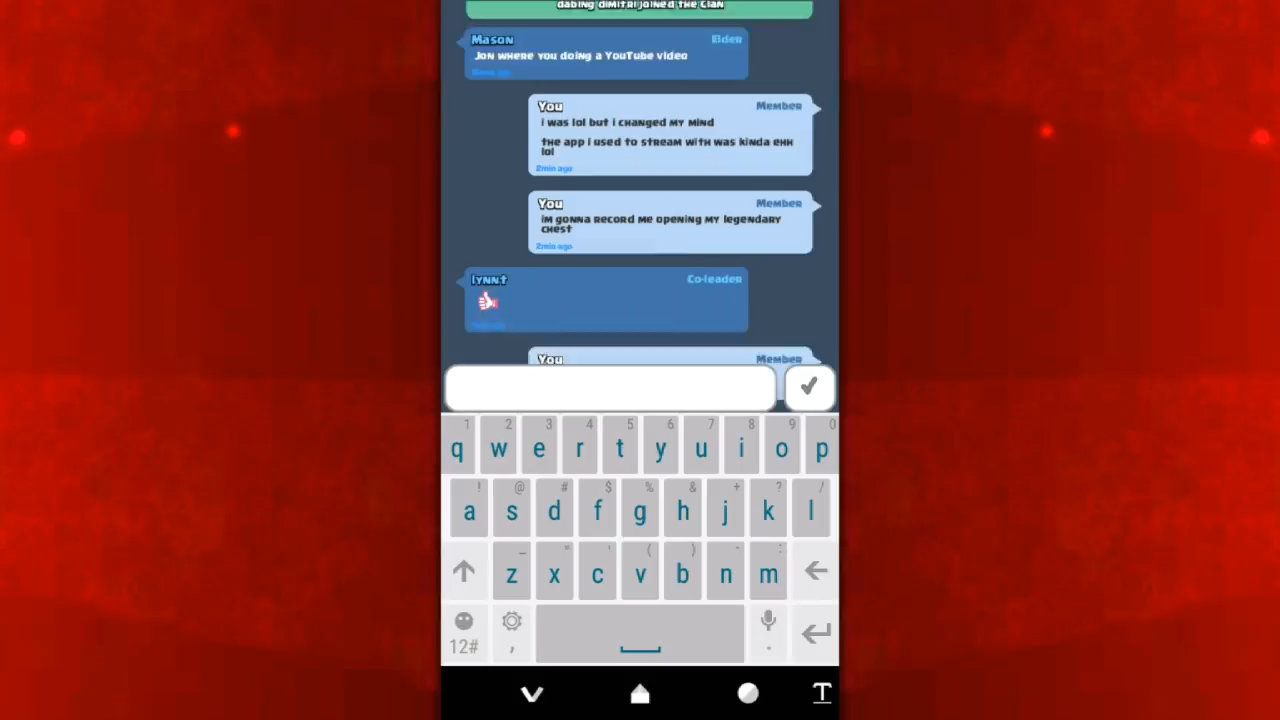 dabing dimitri joined the Clan
Mason Elder
Jon where you doing a YouTube video
You Member
i was lol but i changed my mind
the app i used to stream with was kinda ehh
lol
2min ago
You Member
im gonna record me opening my legendary
chest
2min ago
lynnt Co-leader
You Member
1 2 3 4 5 6 7 8 9 0
q w e r t y u i o p
! @ # $ % & + ? /
a s d f g h j k l
_ " ' ( ) - :
z x c v b n m
12# , .